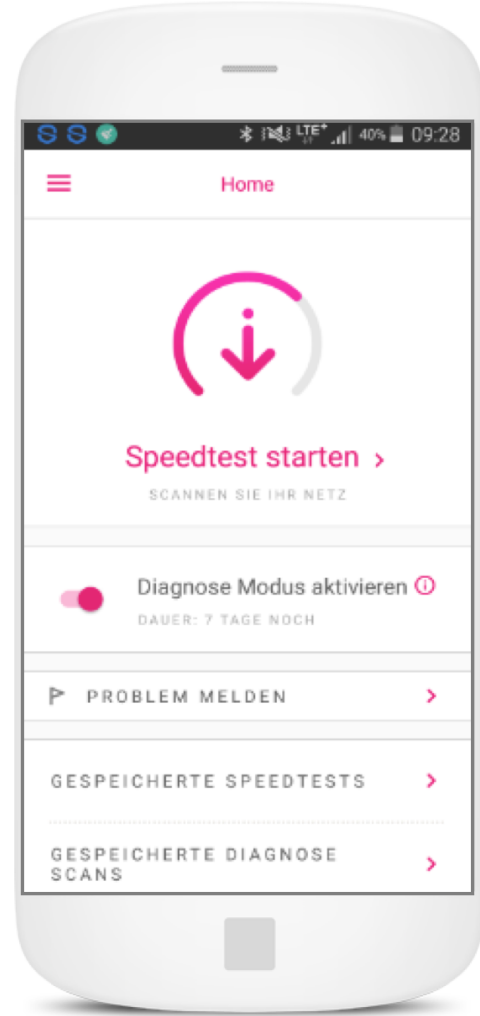 LTE+ 40% 09:28
Home
Speedtest starten
SCANNEN SIE IHR NETZ
Diagnose Modus aktivieren
DAUER: 7 TAGE NOCH
PROBLEM MELDEN
GESPEICHERTE SPEEDTESTS
GESPEICHERTE DIAGNOSE
SCANS